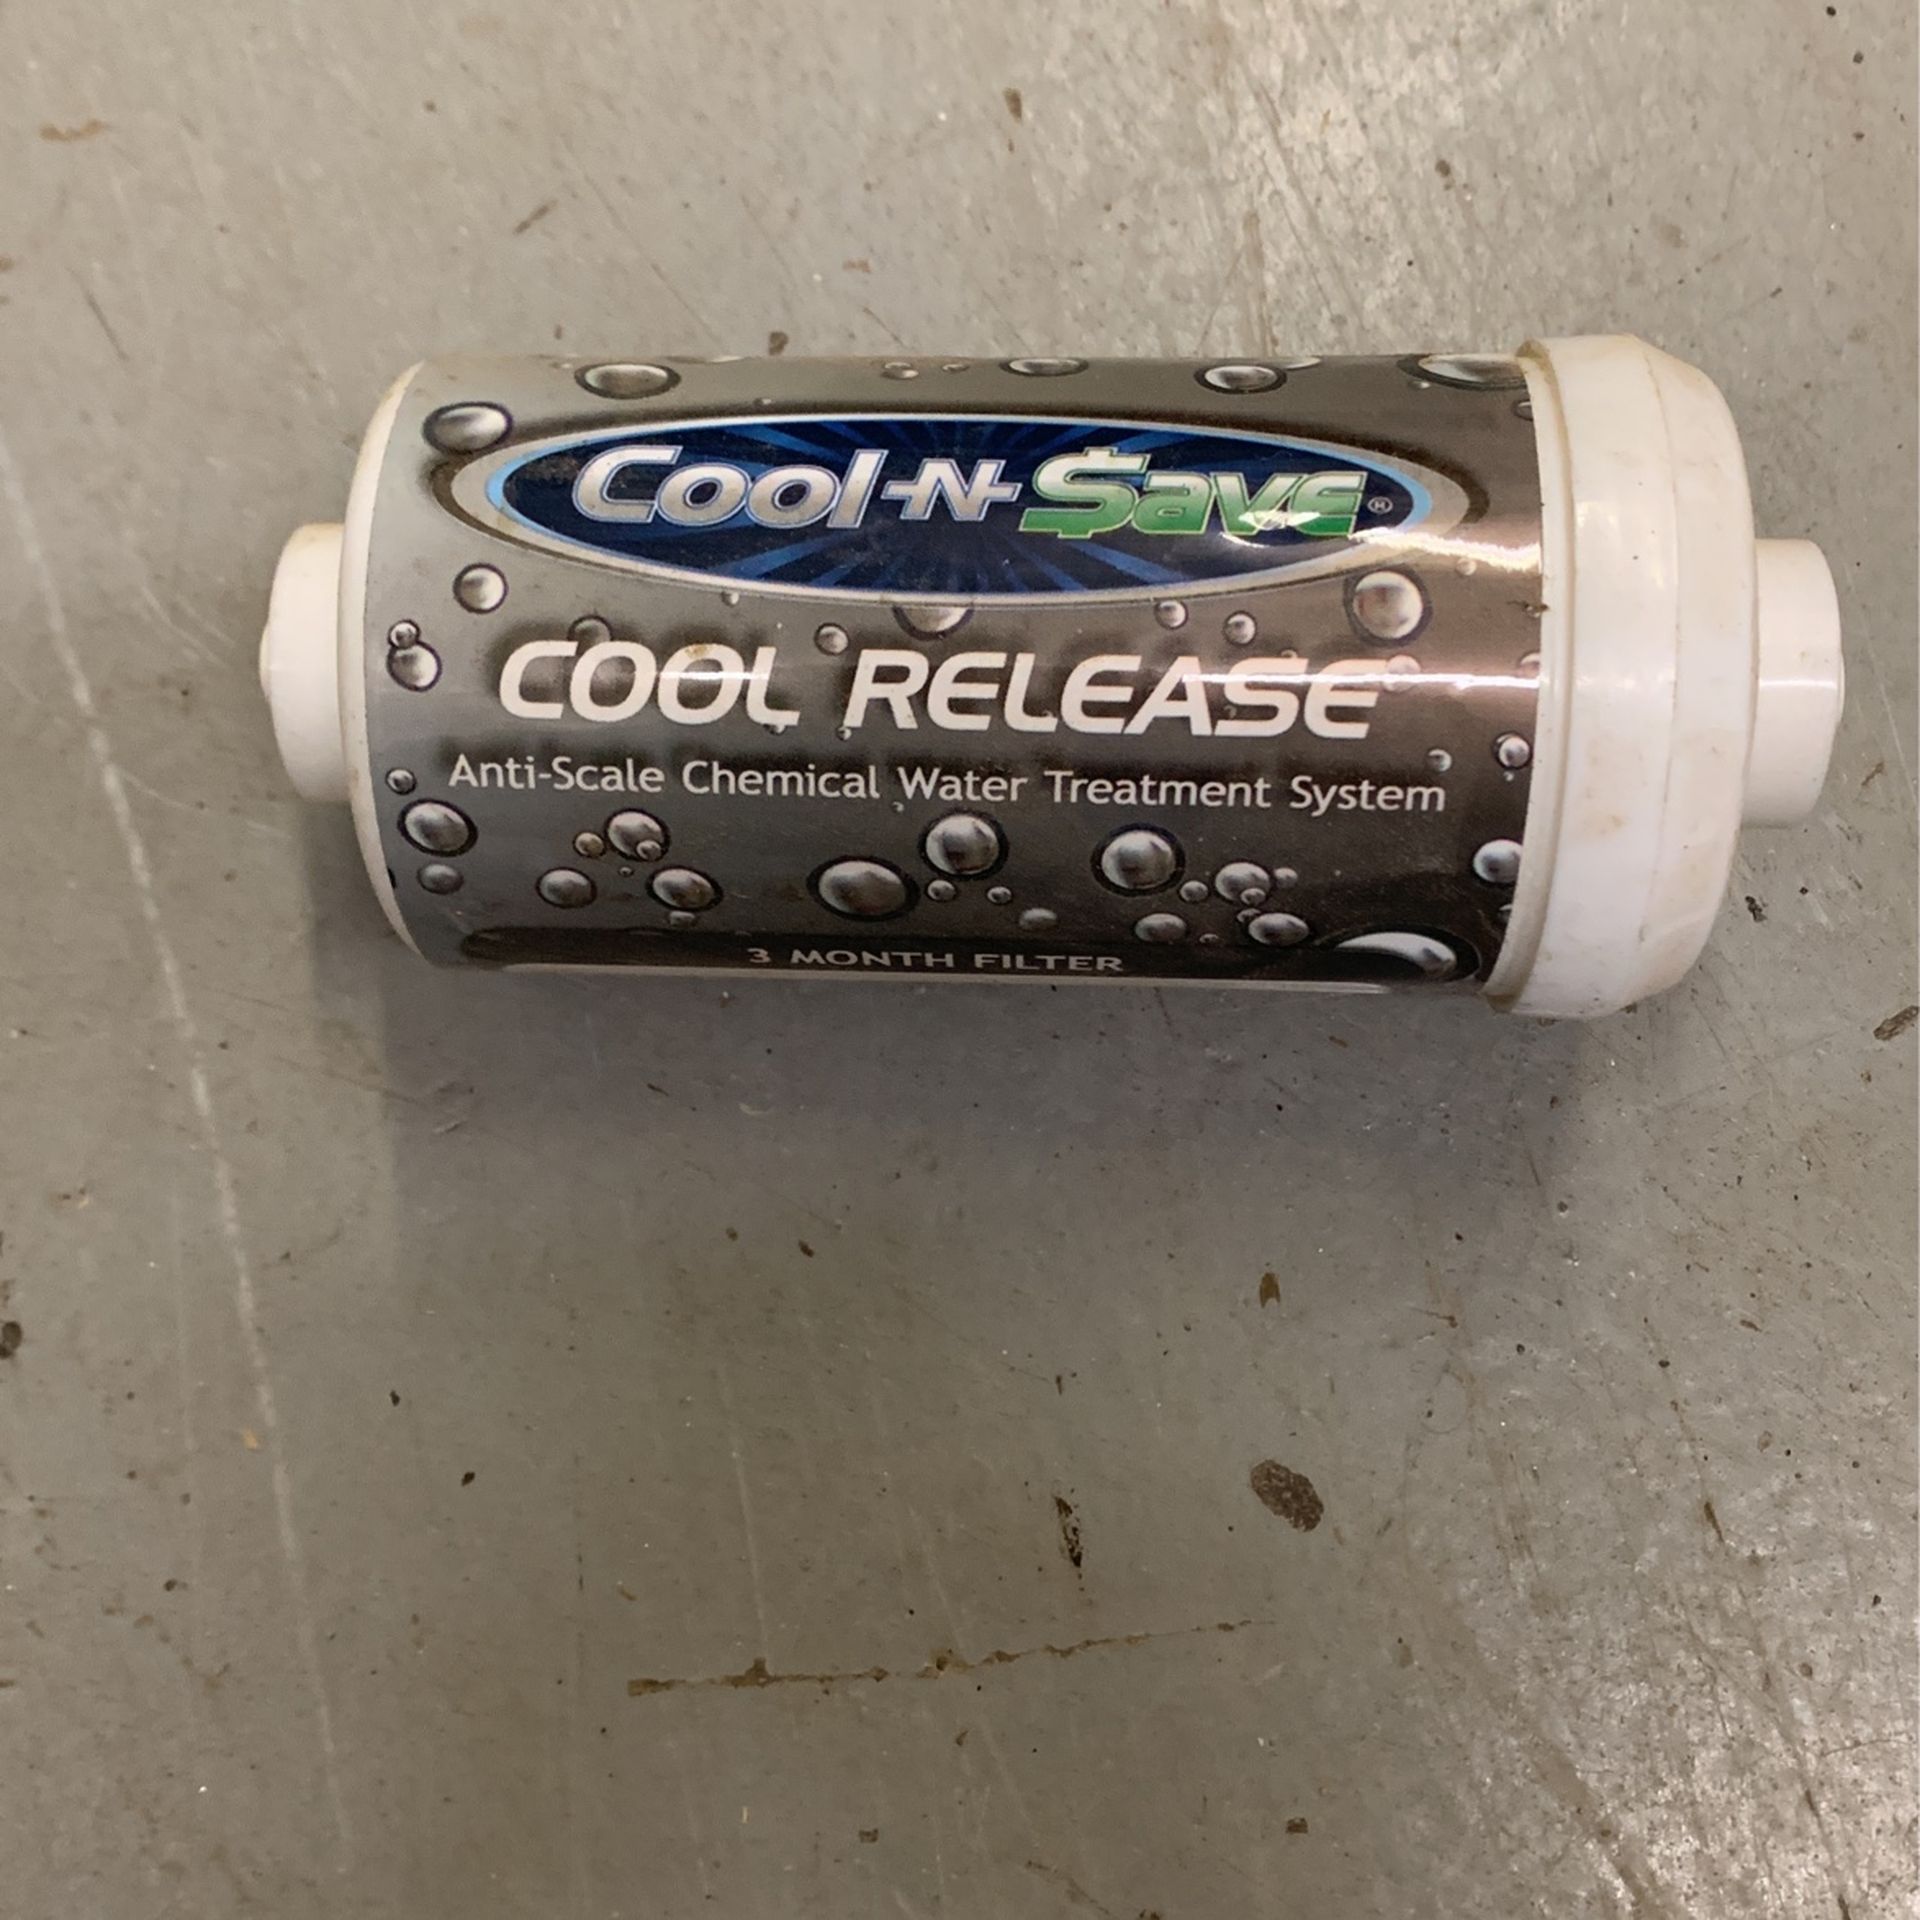 Cool-N-$ave®
COOL RELEASE
Anti-Scale Chemical Water Treatment System
3 MONTH FILTER